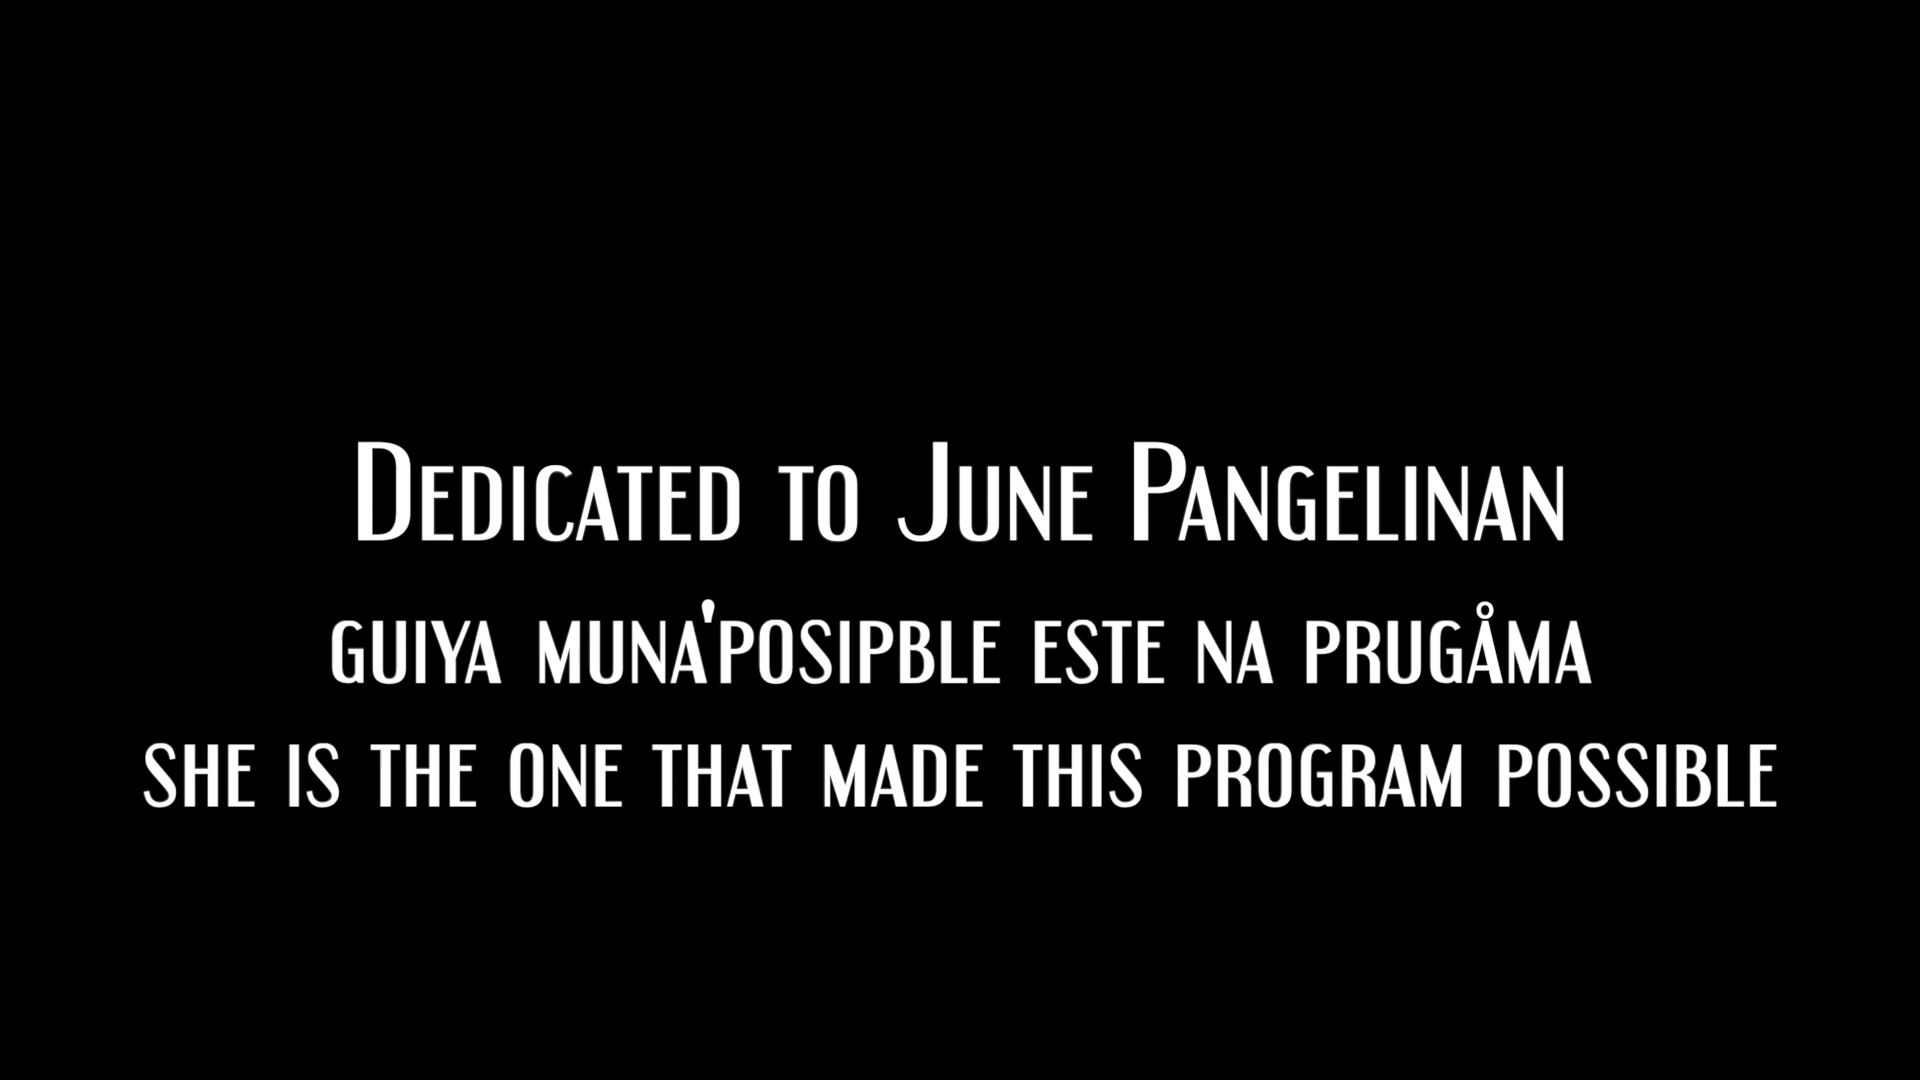 Dedicated to June Pangelinan
guiya muna'posipble este na prugåma
she is the one that made this program possible